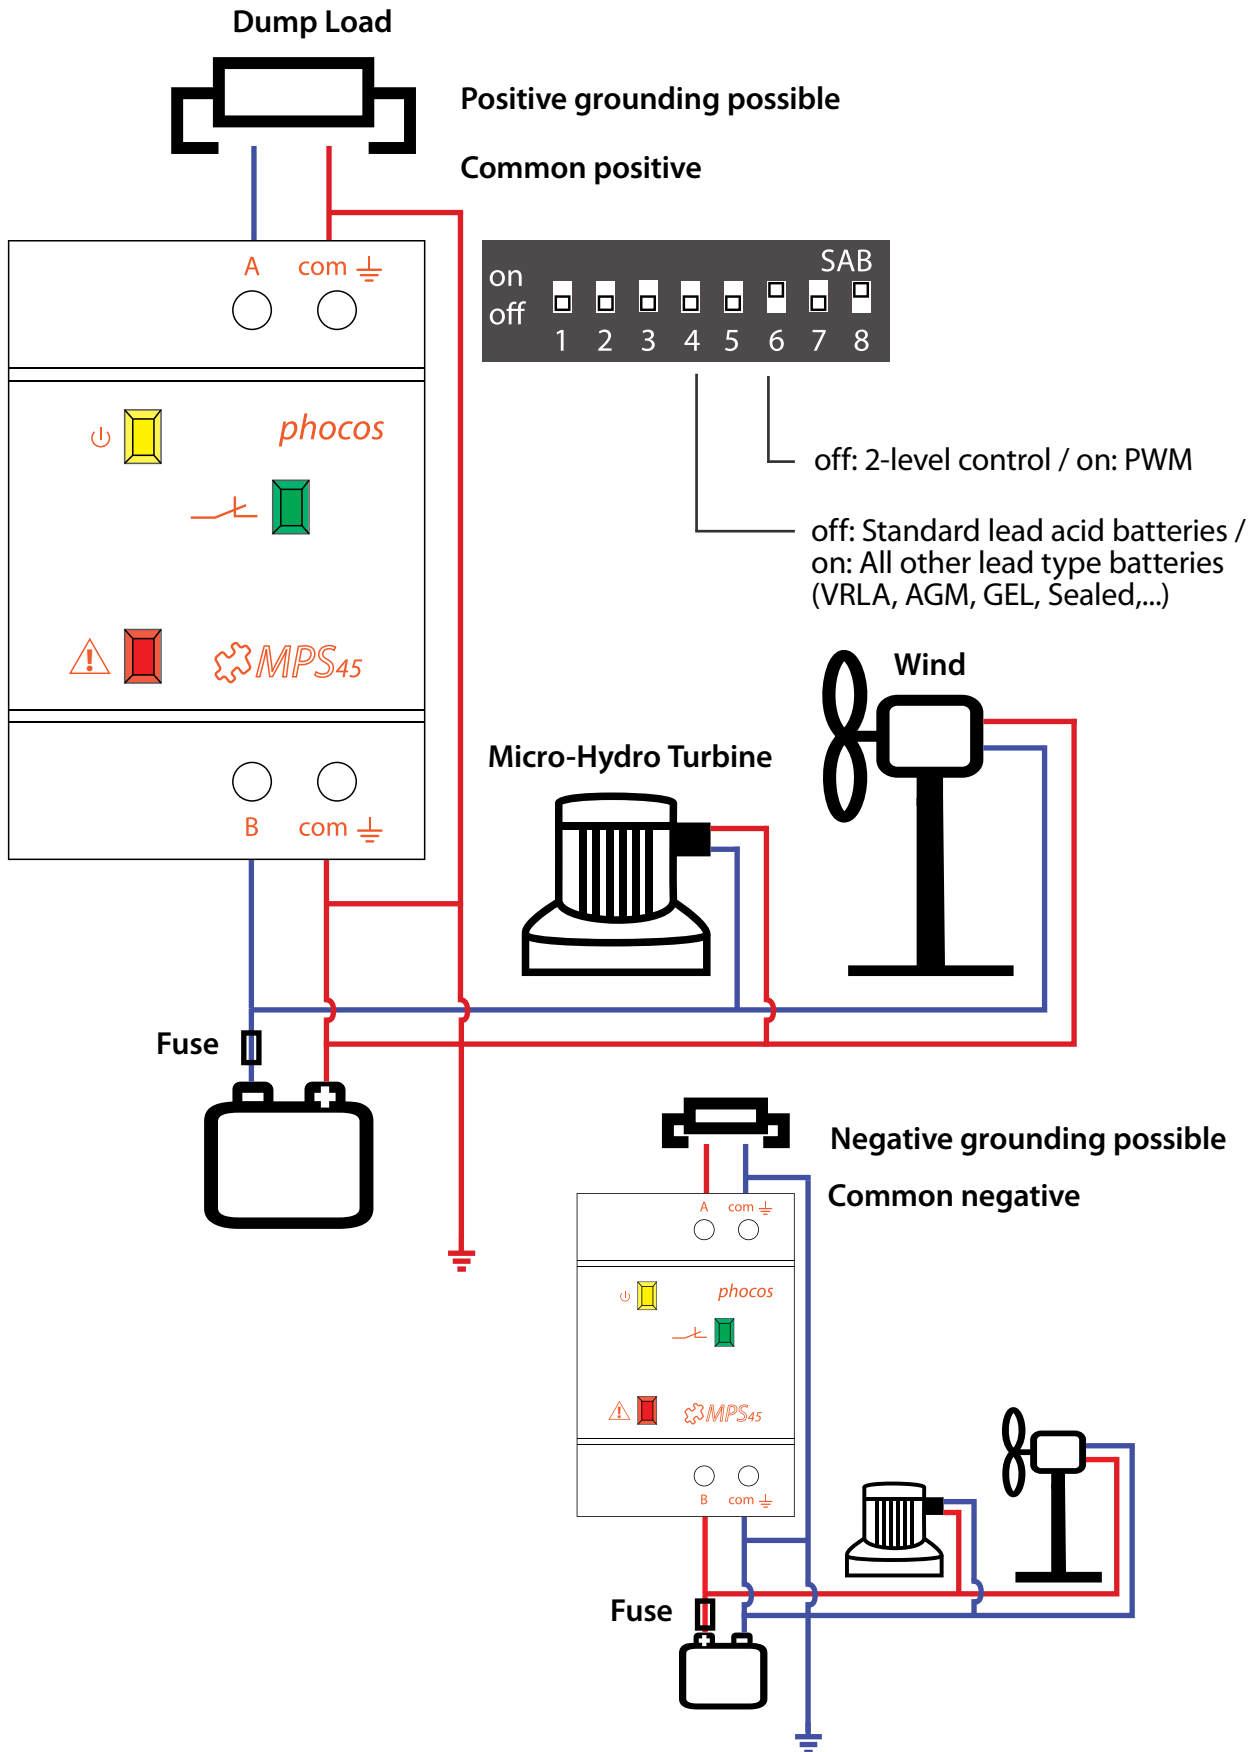 Dump Load
Positive grounding possible
Common positive
A com
on
off
SAB
1 2 3 4 5 6 7 8
phocos
off: 2-level control / on: PWM
off: Standard lead acid batteries /
on: All other lead type batteries
(VRLA, AGM, GEL, Sealed,...)
MPS45
Wind
Micro-Hydro Turbine
B com
Fuse
Negative grounding possible
Common negative
A com
phocos
MPS45
B com
Fuse